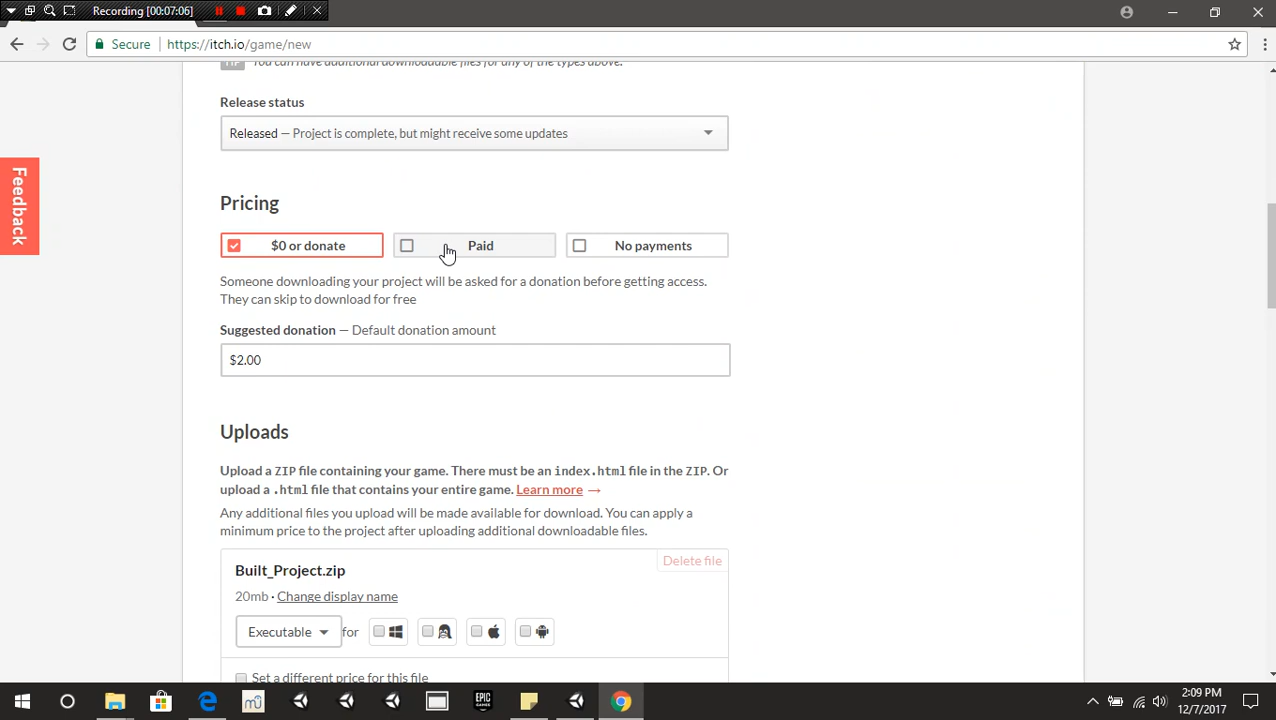 Recording [00:07:06]
Secure https://itch.io/game/new
TIP You can have additional downloadable files for any of the types above.
Release status
Released — Project is complete, but might receive some updates
Feedback
Pricing
$0 or donate Paid No payments
Someone downloading your project will be asked for a donation before getting access.
They can skip to download for free
Suggested donation — Default donation amount
$2.00
Uploads
Upload a ZIP file containing your game. There must be an index.html file in the ZIP. Or
upload a .html file that contains your entire game. Learn more →
Any additional files you upload will be made available for download. You can apply a
minimum price to the project after uploading additional downloadable files.
Delete file
Built_Project.zip
20mb · Change display name
Executable for
Set a different price for this file
mü EPIC GAMES
2:09 PM
12/7/2017